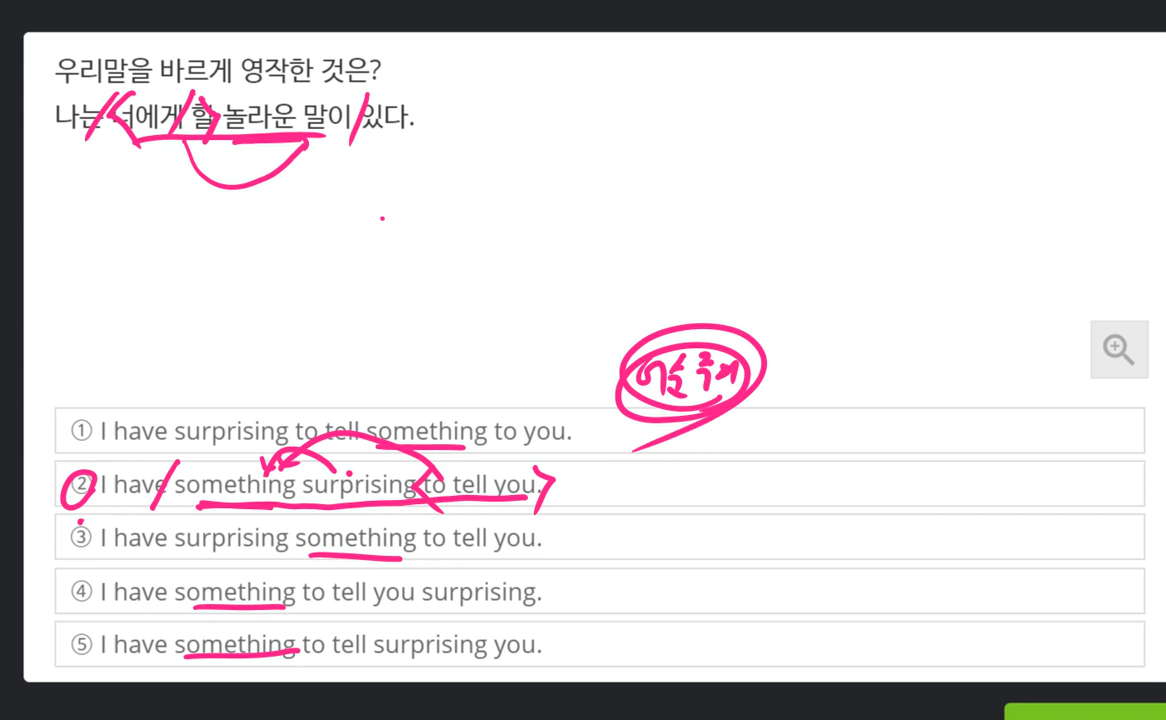 우리말을 바르게 영작한 것은?
나는 너에게 할 놀라운 말이 있다.
① I have surprising to tell something to you.
② I have something surprising to tell you.
③ I have surprising something to tell you.
④ I have something to tell you surprising.
⑤ I have something to tell surprising you.